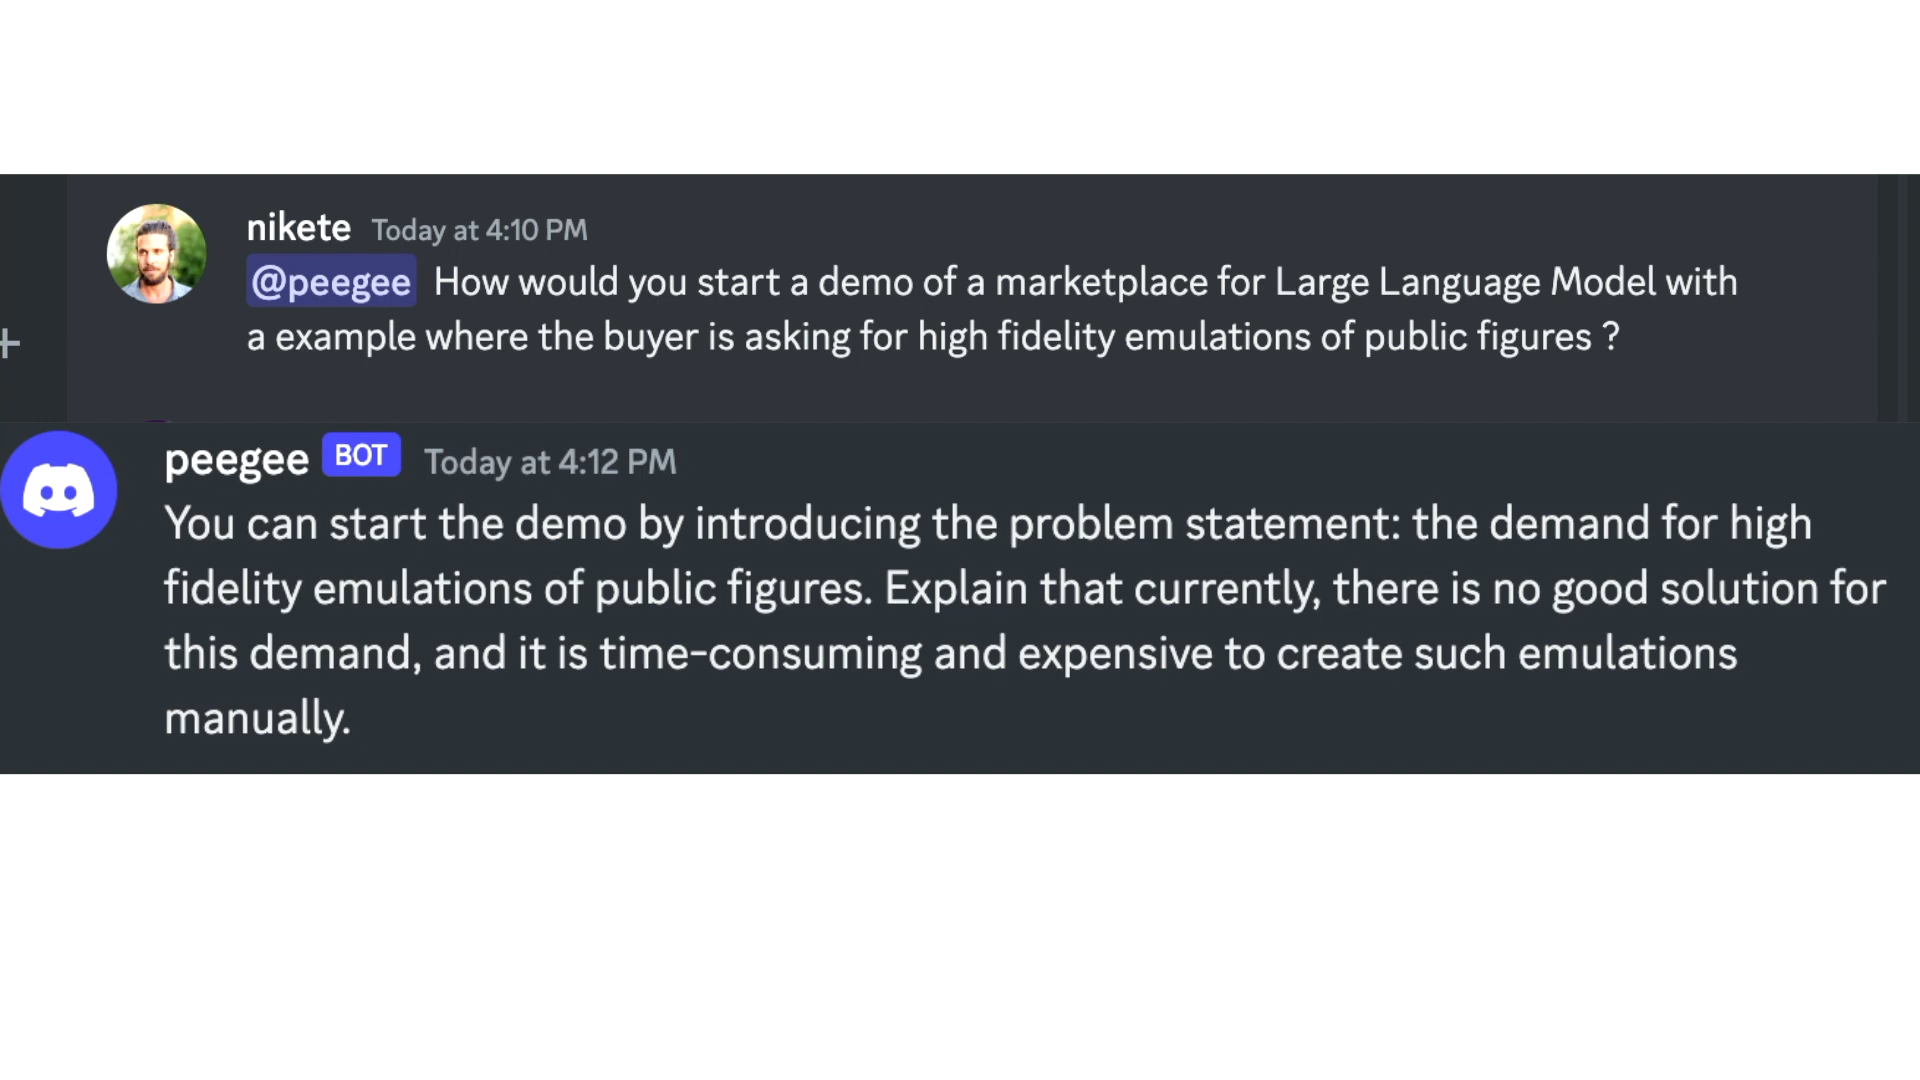 nikete Today at 4:10 PM
@peegee How would you start a demo of a marketplace for Large Language Model with
a example where the buyer is asking for high fidelity emulations of public figures ?
peegee BOT Today at 4:12 PM
You can start the demo by introducing the problem statement: the demand for high
fidelity emulations of public figures. Explain that currently, there is no good solution for
this demand, and it is time-consuming and expensive to create such emulations
manually.